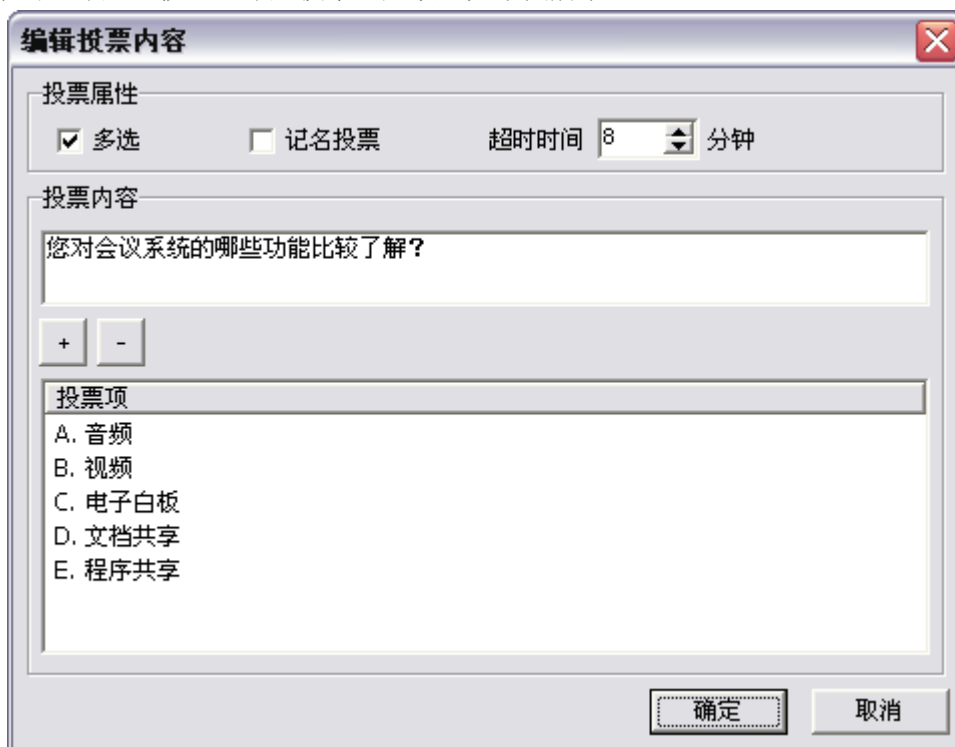 编辑投票内容
投票属性
多选 记名投票 超时时间 8 分钟
投票内容
您对会议系统的哪些功能比较了解?
+ -
投票项
A. 音频
B. 视频
C. 电子白板
D. 文档共享
E. 程序共享
确定 取消